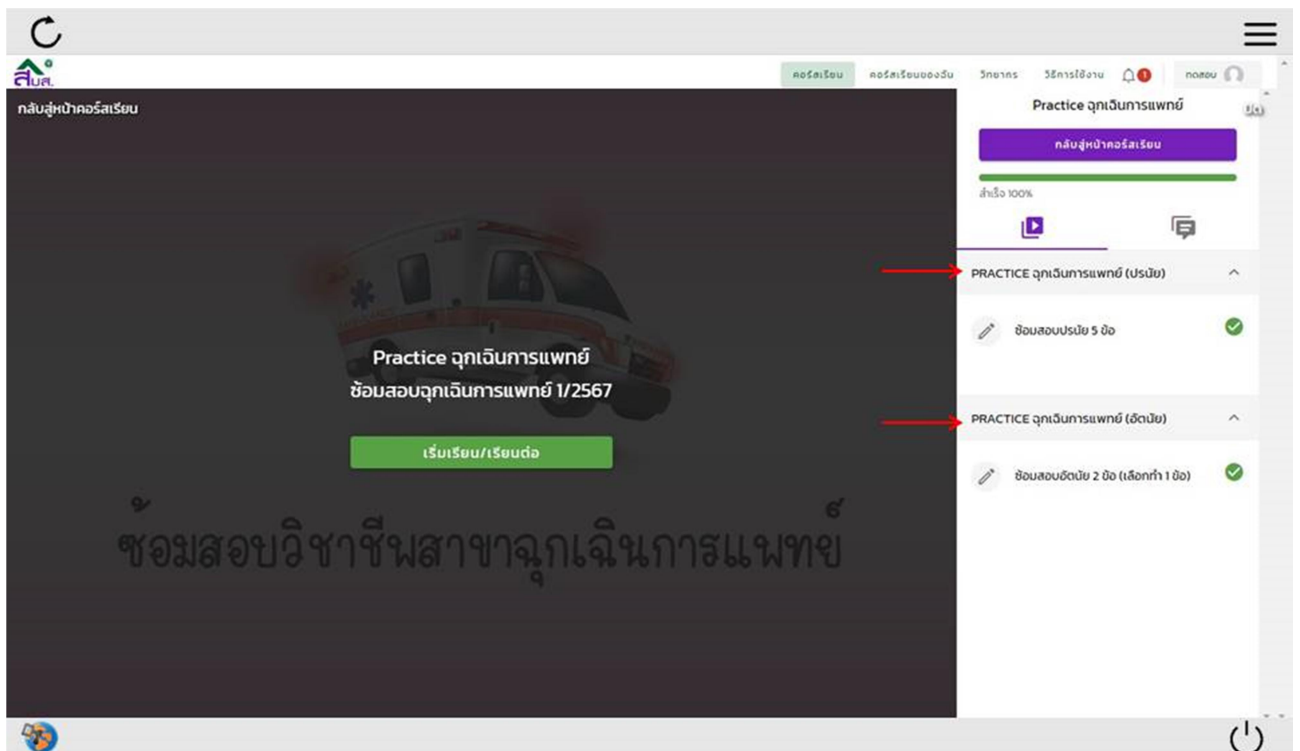 สบส.
คอร์สเรียน คอร์สเรียนของฉัน วิทยากร วิธีการใช้งาน 1 ทดสอบ
กลับสู่หน้าคอร์สเรียน
Practice ฉุกเฉินการแพทย์
ปิด
กลับสู่หน้าคอร์สเรียน
สำเร็จ 100%
PRACTICE ฉุกเฉินการแพทย์ (ปรนัย)
ซ้อมสอบปรนัย 5 ข้อ
PRACTICE ฉุกเฉินการแพทย์ (อัตนัย)
ซ้อมสอบอัตนัย 2 ข้อ (เลือกทำ 1 ข้อ)
Practice ฉุกเฉินการแพทย์
ซ้อมสอบฉุกเฉินการแพทย์ 1/2567
เริ่มเรียน/เรียนต่อ
ซ้อมสอบวิชาชีพสาขาฉุกเฉินการแพทย์